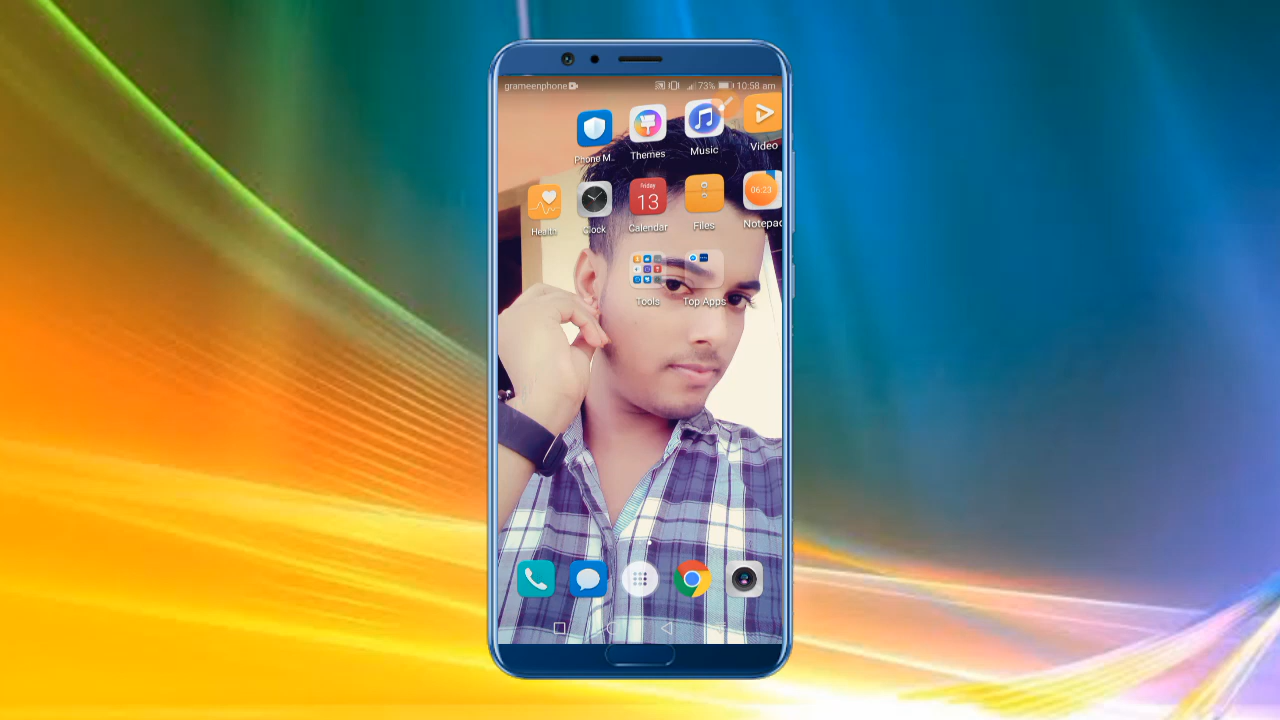 grameenphone 73% 10:58 am
Phone M.. Themes Music Video
Friday
13
06:23
Health Clock Calendar Files Notepad
Tools Top Apps